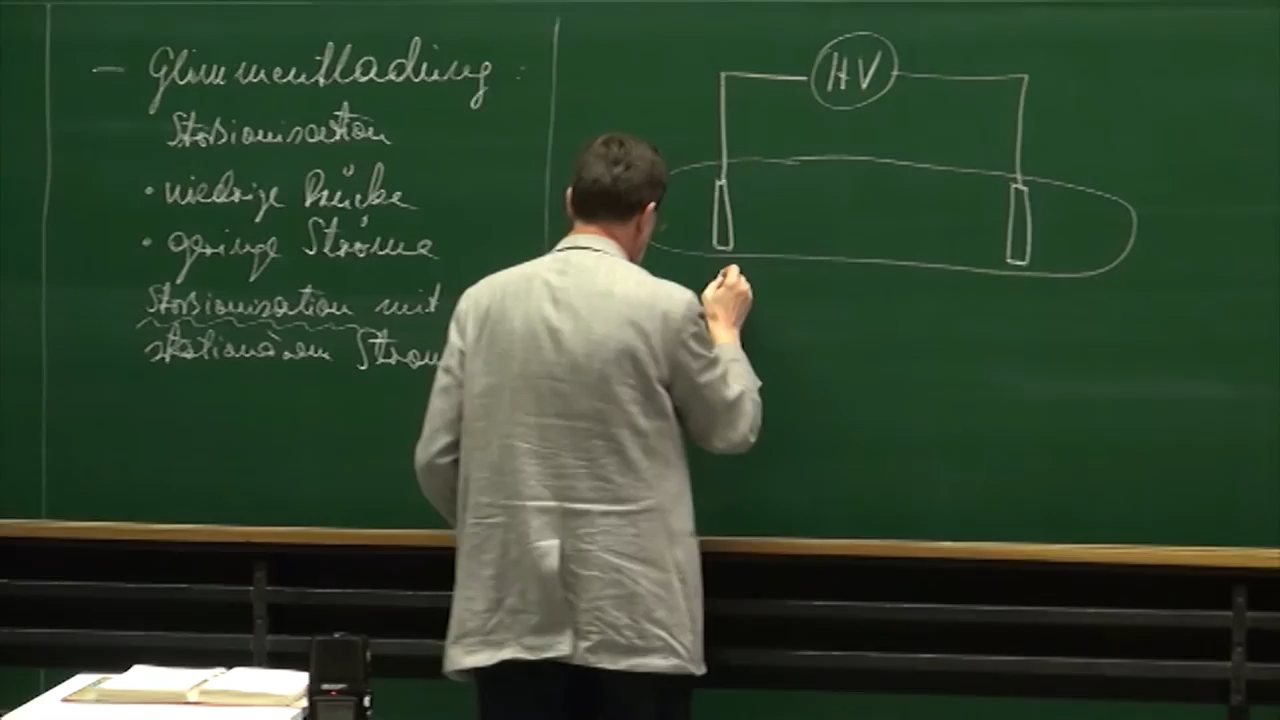 – Glimmentladung:
Stoßionisation
• niedrige Drücke
• geringe Ströme
Stoßionisation mit
stationärem Strom
HV